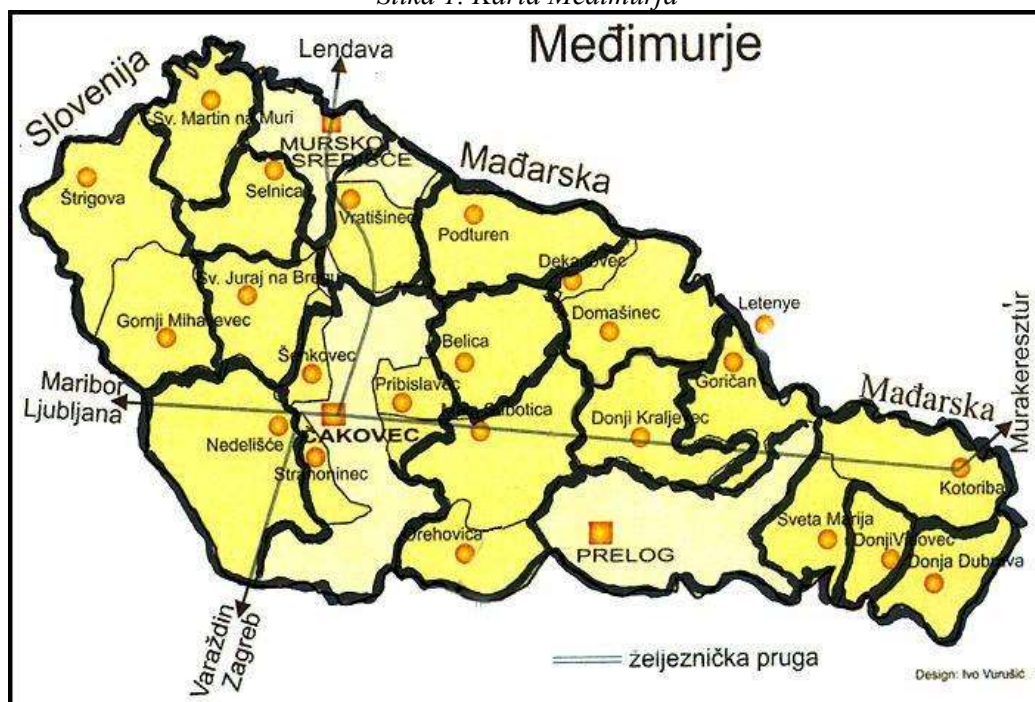 Slika 1. Karta Međimurja
Međimurje
Lendava
Slovenija
Sv. Martin na Muri
MURSKO
SREDIŠĆE
Mađarska
Štrigova
Selnica
Vratišinec
Podturen
Dekanovec
Sv. Juraj na Bregu
Letenye
Gornji Mihaljevec
Domašinec
Murakeresztúr
Šenkovec
Belica
Goričan
Maribor
Ljubljana
Pribislavec
Mala Subotica
Donji Kraljevec
Mađarska
Nedelišće
ČAKOVEC
Strahoninec
Kotoriba
Orehovica
PRELOG
Sveta Marija
Donji Vidovec
Donja Dubrava
Varaždin
Zagreb
željeznička pruga
Design: Ivo Vurušić